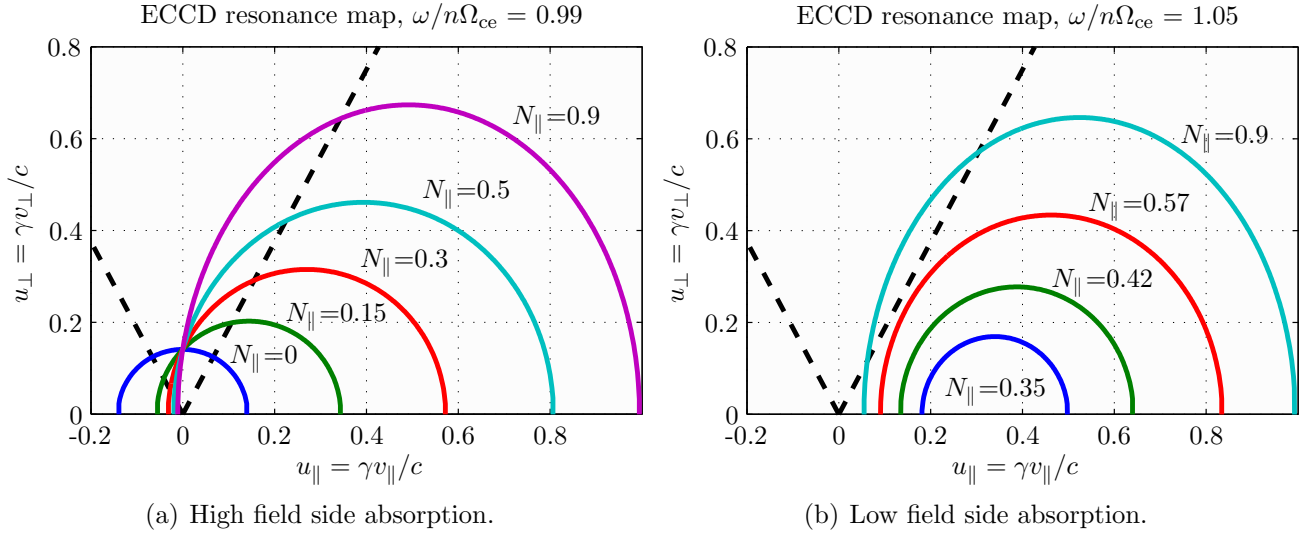 ECCD resonance map, ω/nΩce = 0.99
0.8
0.6
0.4
0.2
0
-0.2
0
0.2
0.4
0.6
0.8
u⊥ = γv⊥/c
u∥ = γv∥/c
N∥=0.9
N∥=0.5
N∥=0.3
N∥=0.15
N∥=0
(a) High field side absorption.
ECCD resonance map, ω/nΩce = 1.05
0.8
0.6
0.4
0.2
0
-0.2
0
0.2
0.4
0.6
0.8
u⊥ = γv⊥/c
u∥ = γv∥/c
N∥=0.9
N∥=0.57
N∥=0.42
N∥=0.35
(b) Low field side absorption.